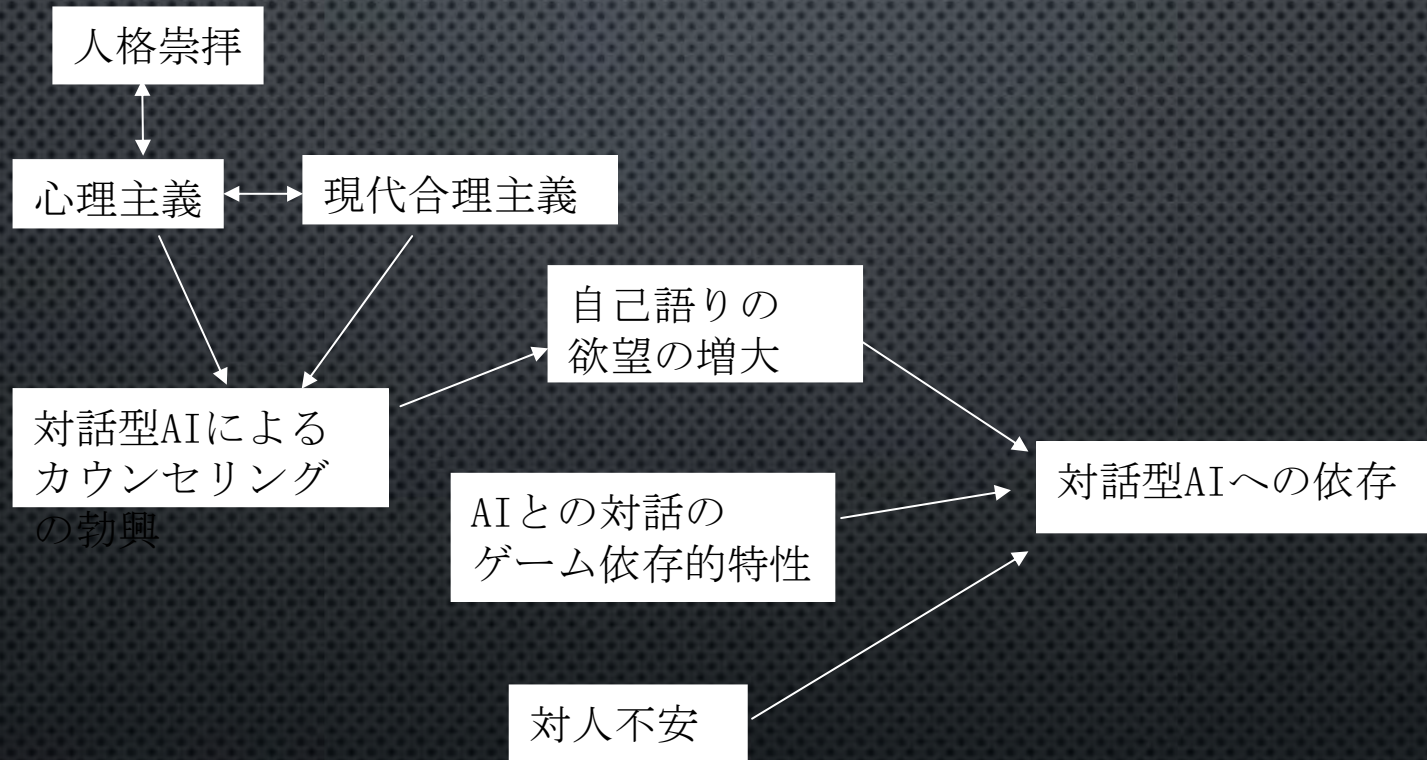 人格崇拝
心理主義
現代合理主義
自己語りの
欲望の増大
対話型AIによる
カウンセリング
の勃興
AIとの対話の
ゲーム依存的特性
対話型AIへの依存
対人不安